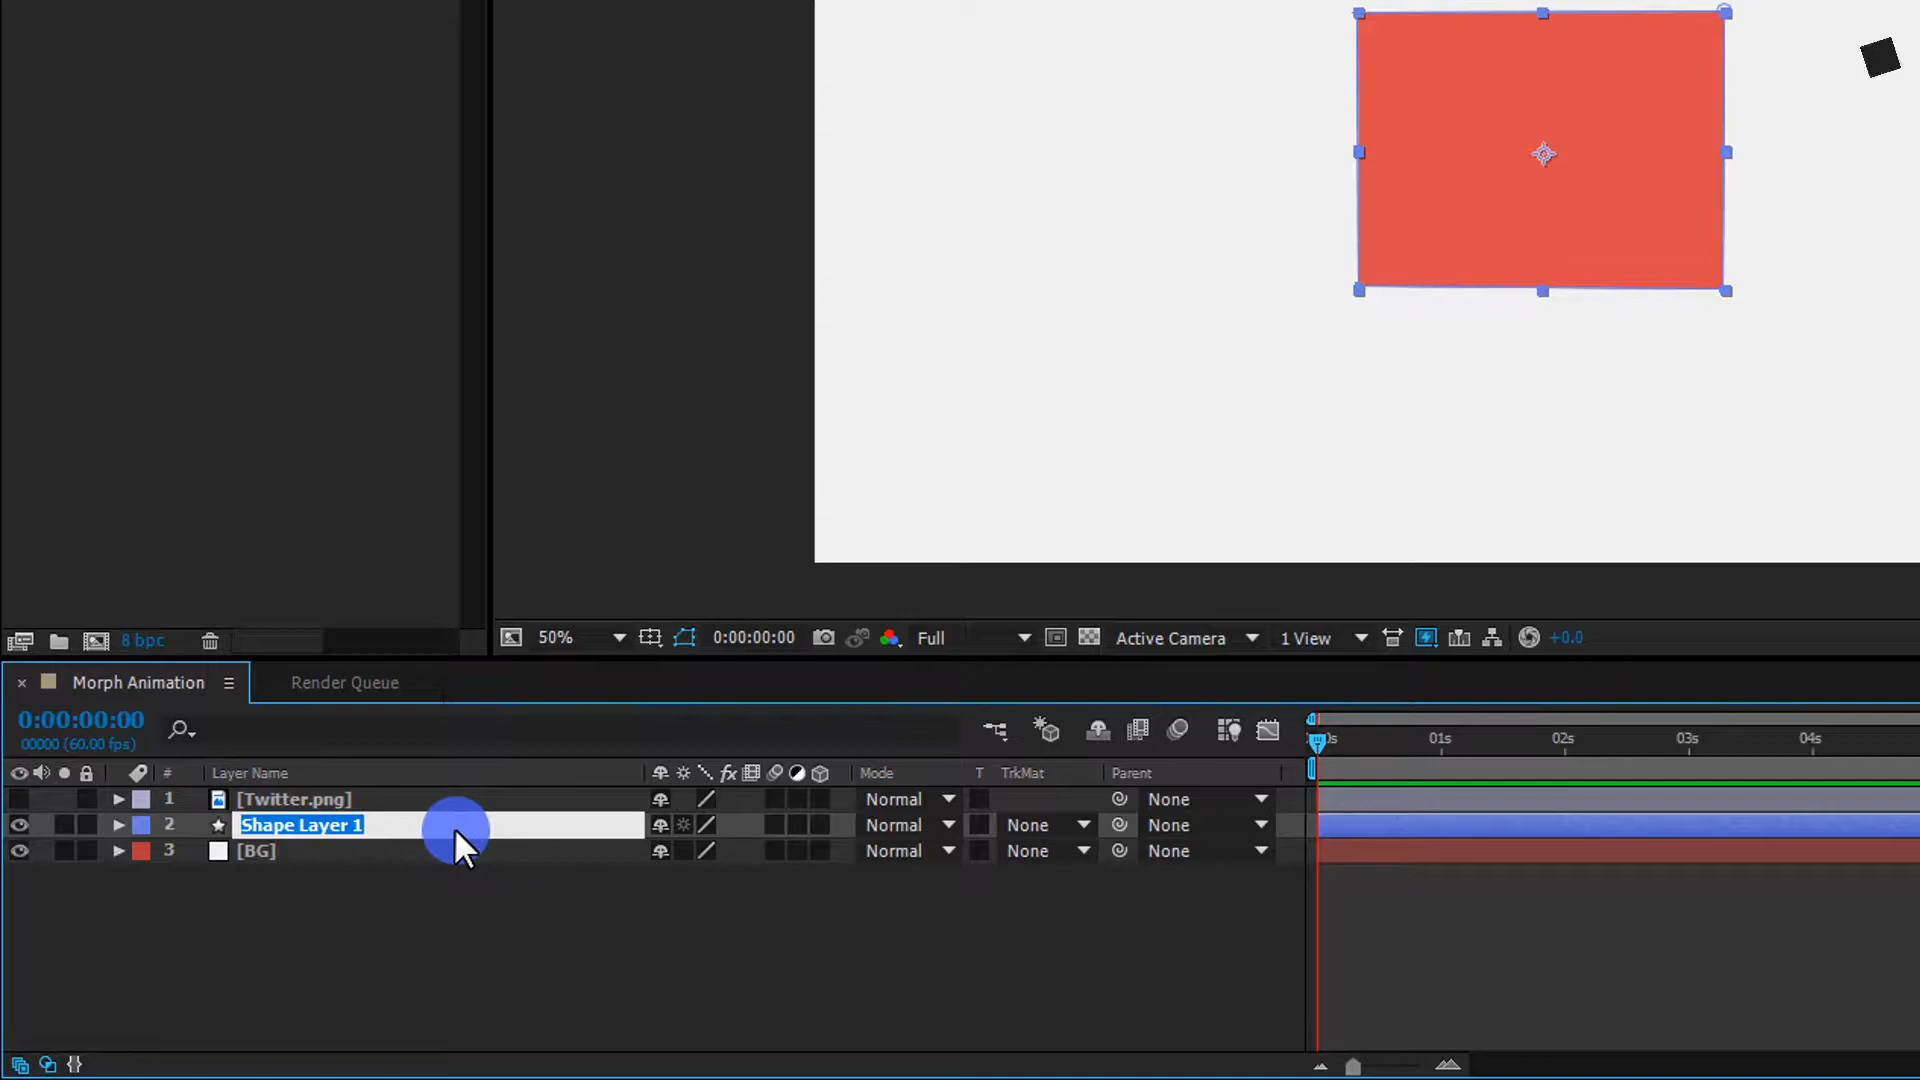 8 bpc
50% 0:00:00:00 Full Active Camera 1 View +0.0
Morph Animation Render Queue
0:00:00:00
00000 (60.00 fps)
01s 02s 03s 04s
# Layer Name fx Mode T TrkMat Parent
1 [Twitter.png] Normal None
2 Shape Layer 1 Normal None None
3 [BG] Normal None None